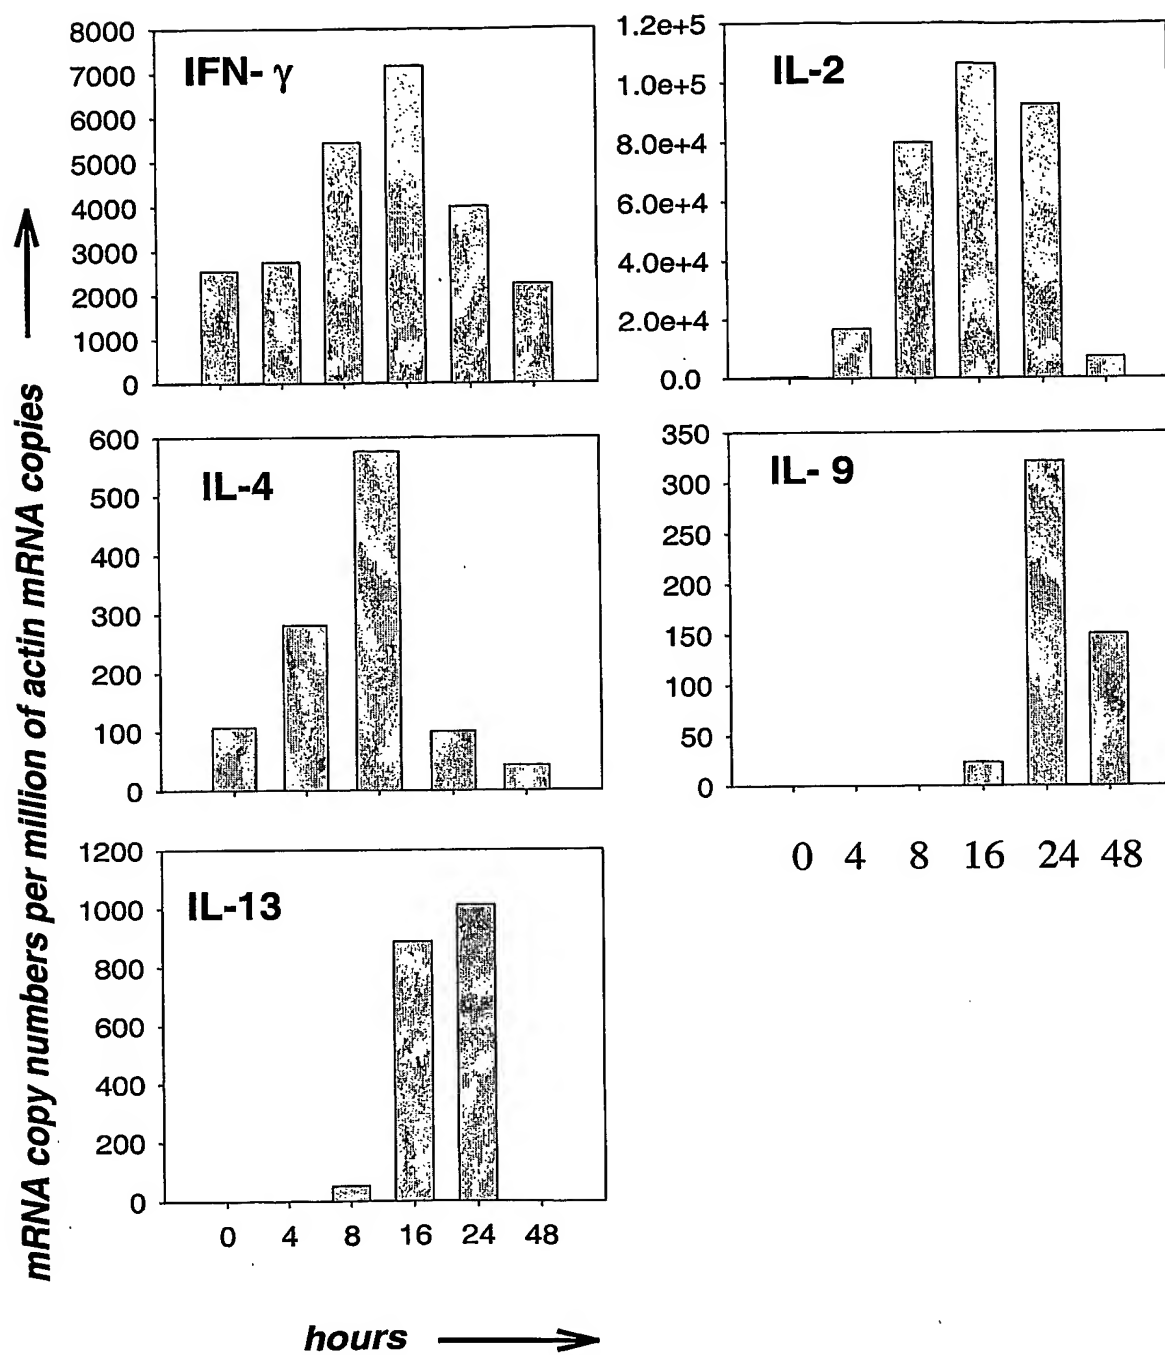 mRNA copy numbers per million of actin mRNA copies
IFN- γ
8000
7000
6000
5000
4000
3000
2000
1000
0
IL-2
1.2e+5
1.0e+5
8.0e+4
6.0e+4
4.0e+4
2.0e+4
0.0
IL-4
600
500
400
300
200
100
0
IL- 9
350
300
250
200
150
100
50
0
0 4 8 16 24 48
IL-13
1200
1000
800
600
400
200
0
0 4 8 16 24 48
hours